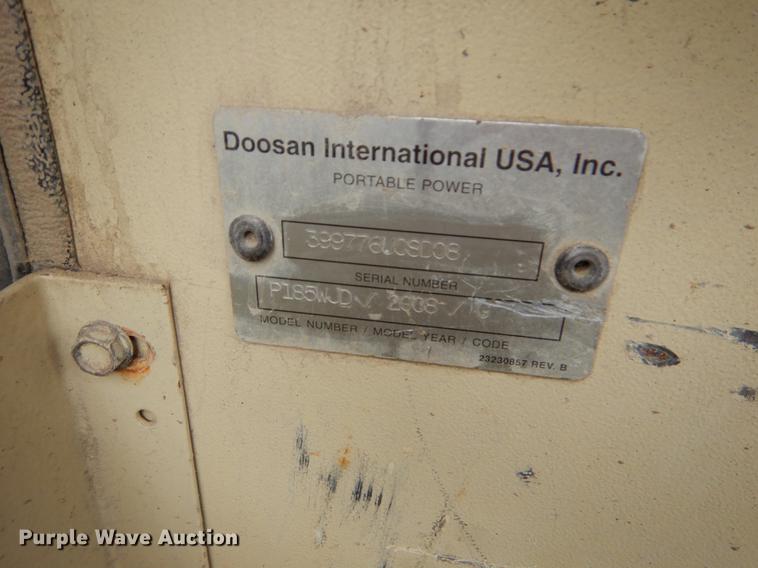 Doosan International USA, Inc.
PORTABLE POWER
SERIAL NUMBER
P185WJD / 2008 /
MODEL NUMBER / MODEL YEAR / CODE
23230857 REV. B
Purple Wave Auction